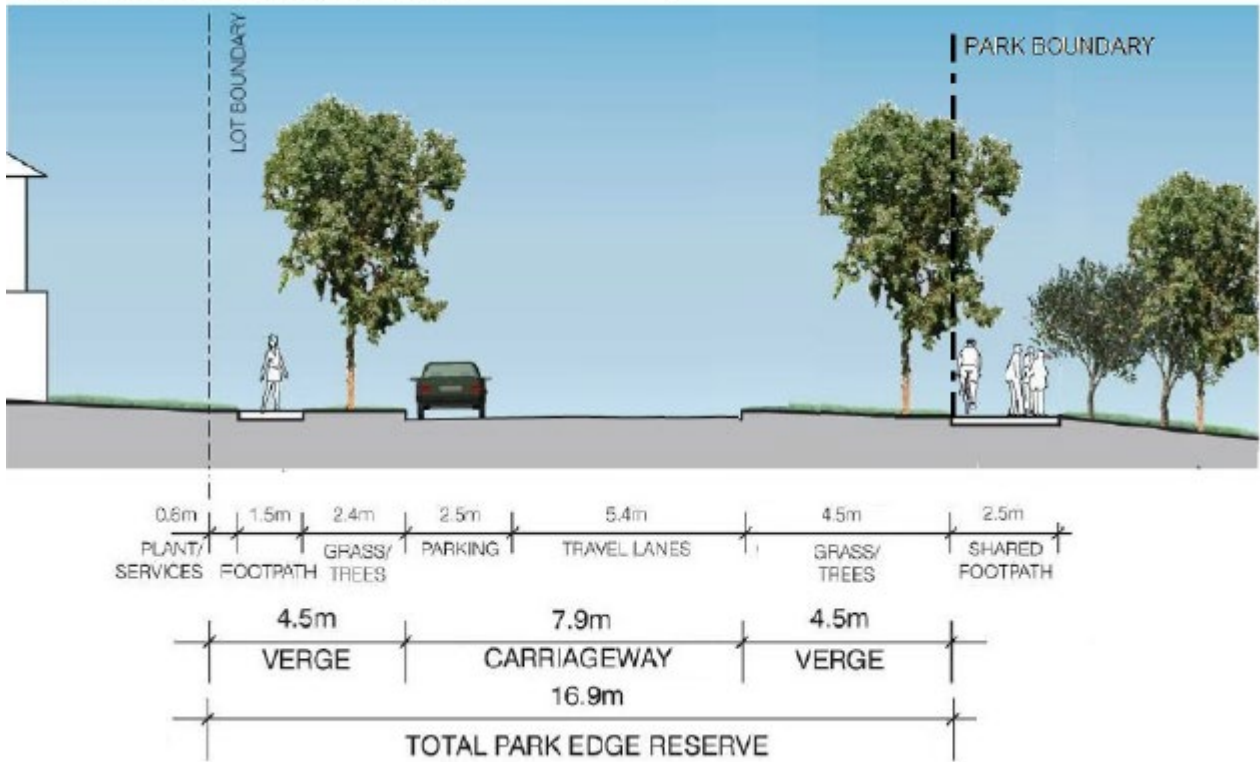 LOT BOUNDARY
PARK BOUNDARY
0.6m 1.5m 2.4m 2.5m 5.4m 4.5m 2.5m
PLANT/ SERVICES
FOOTPATH
GRASS/ TREES
PARKING
TRAVEL LANES
GRASS/ TREES
SHARED FOOTPATH
4.5m 7.9m 4.5m
VERGE CARRIAGEWAY VERGE
16.9m
TOTAL PARK EDGE RESERVE